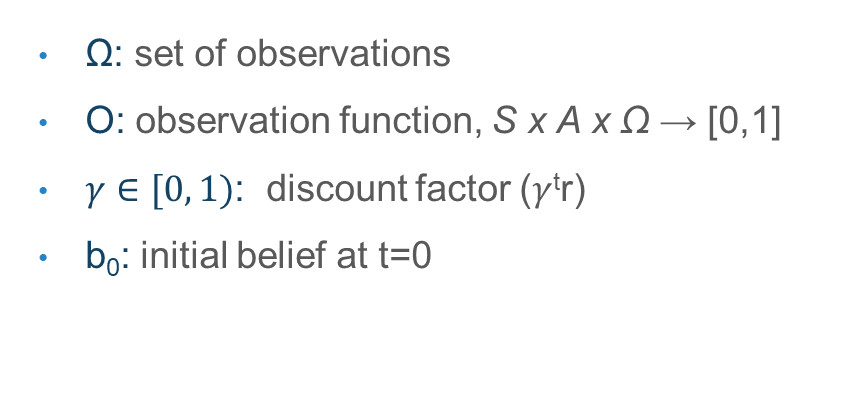 • Ω: set of observations
• O: observation function, S x A x Ω → [0,1]
• γ ∈ [0, 1): discount factor (γᵗr)
• b₀: initial belief at t=0